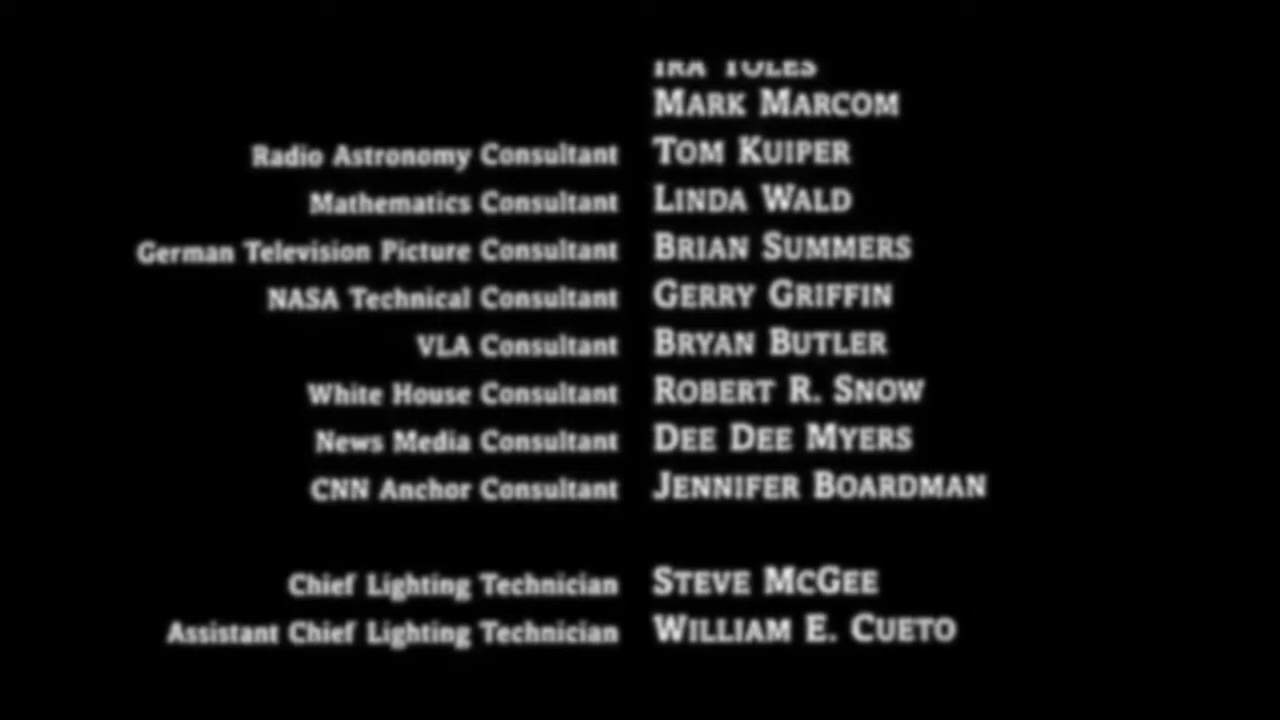 IRA TOLES
MARK MARCOM
Radio Astronomy Consultant TOM KUIPER
Mathematics Consultant LINDA WALD
German Television Picture Consultant BRIAN SUMMERS
NASA Technical Consultant GERRY GRIFFIN
VLA Consultant BRYAN BUTLER
White House Consultant ROBERT R. SNOW
News Media Consultant DEE DEE MYERS
CNN Anchor Consultant JENNIFER BOARDMAN
Chief Lighting Technician STEVE MCGEE
Assistant Chief Lighting Technician WILLIAM E. CUETO